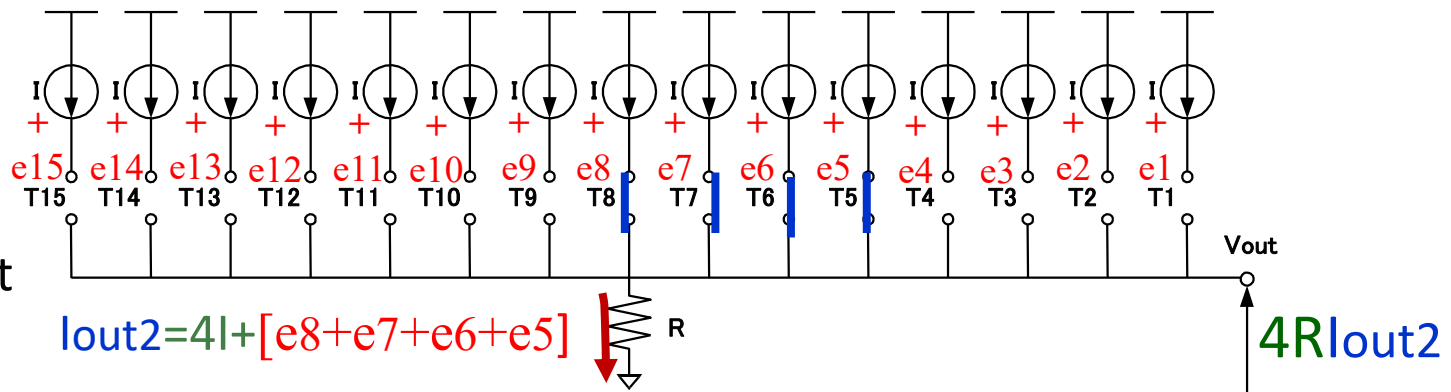 I I I I I I I I I I I I I I I
+ + + + + + + + + + + + + + +
e15 e14 e13 e12 e11 e10 e9 e8 e7 e6 e5 e4 e3 e2 e1
T15 T14 T13 T12 T11 T10 T9 T8 T7 T6 T5 T4 T3 T2 T1
Vout
t
Iout2=4I+[e8+e7+e6+e5] R 4RIout2